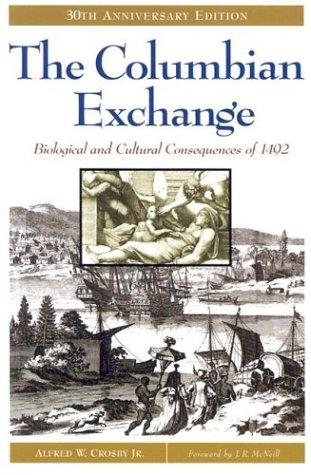 30TH ANNIVERSARY EDITION
The Columbian
Exchange
Biological and Cultural Consequences of 1492
ALFRED W. CROSBY JR.
Foreword by J. R. McNeill